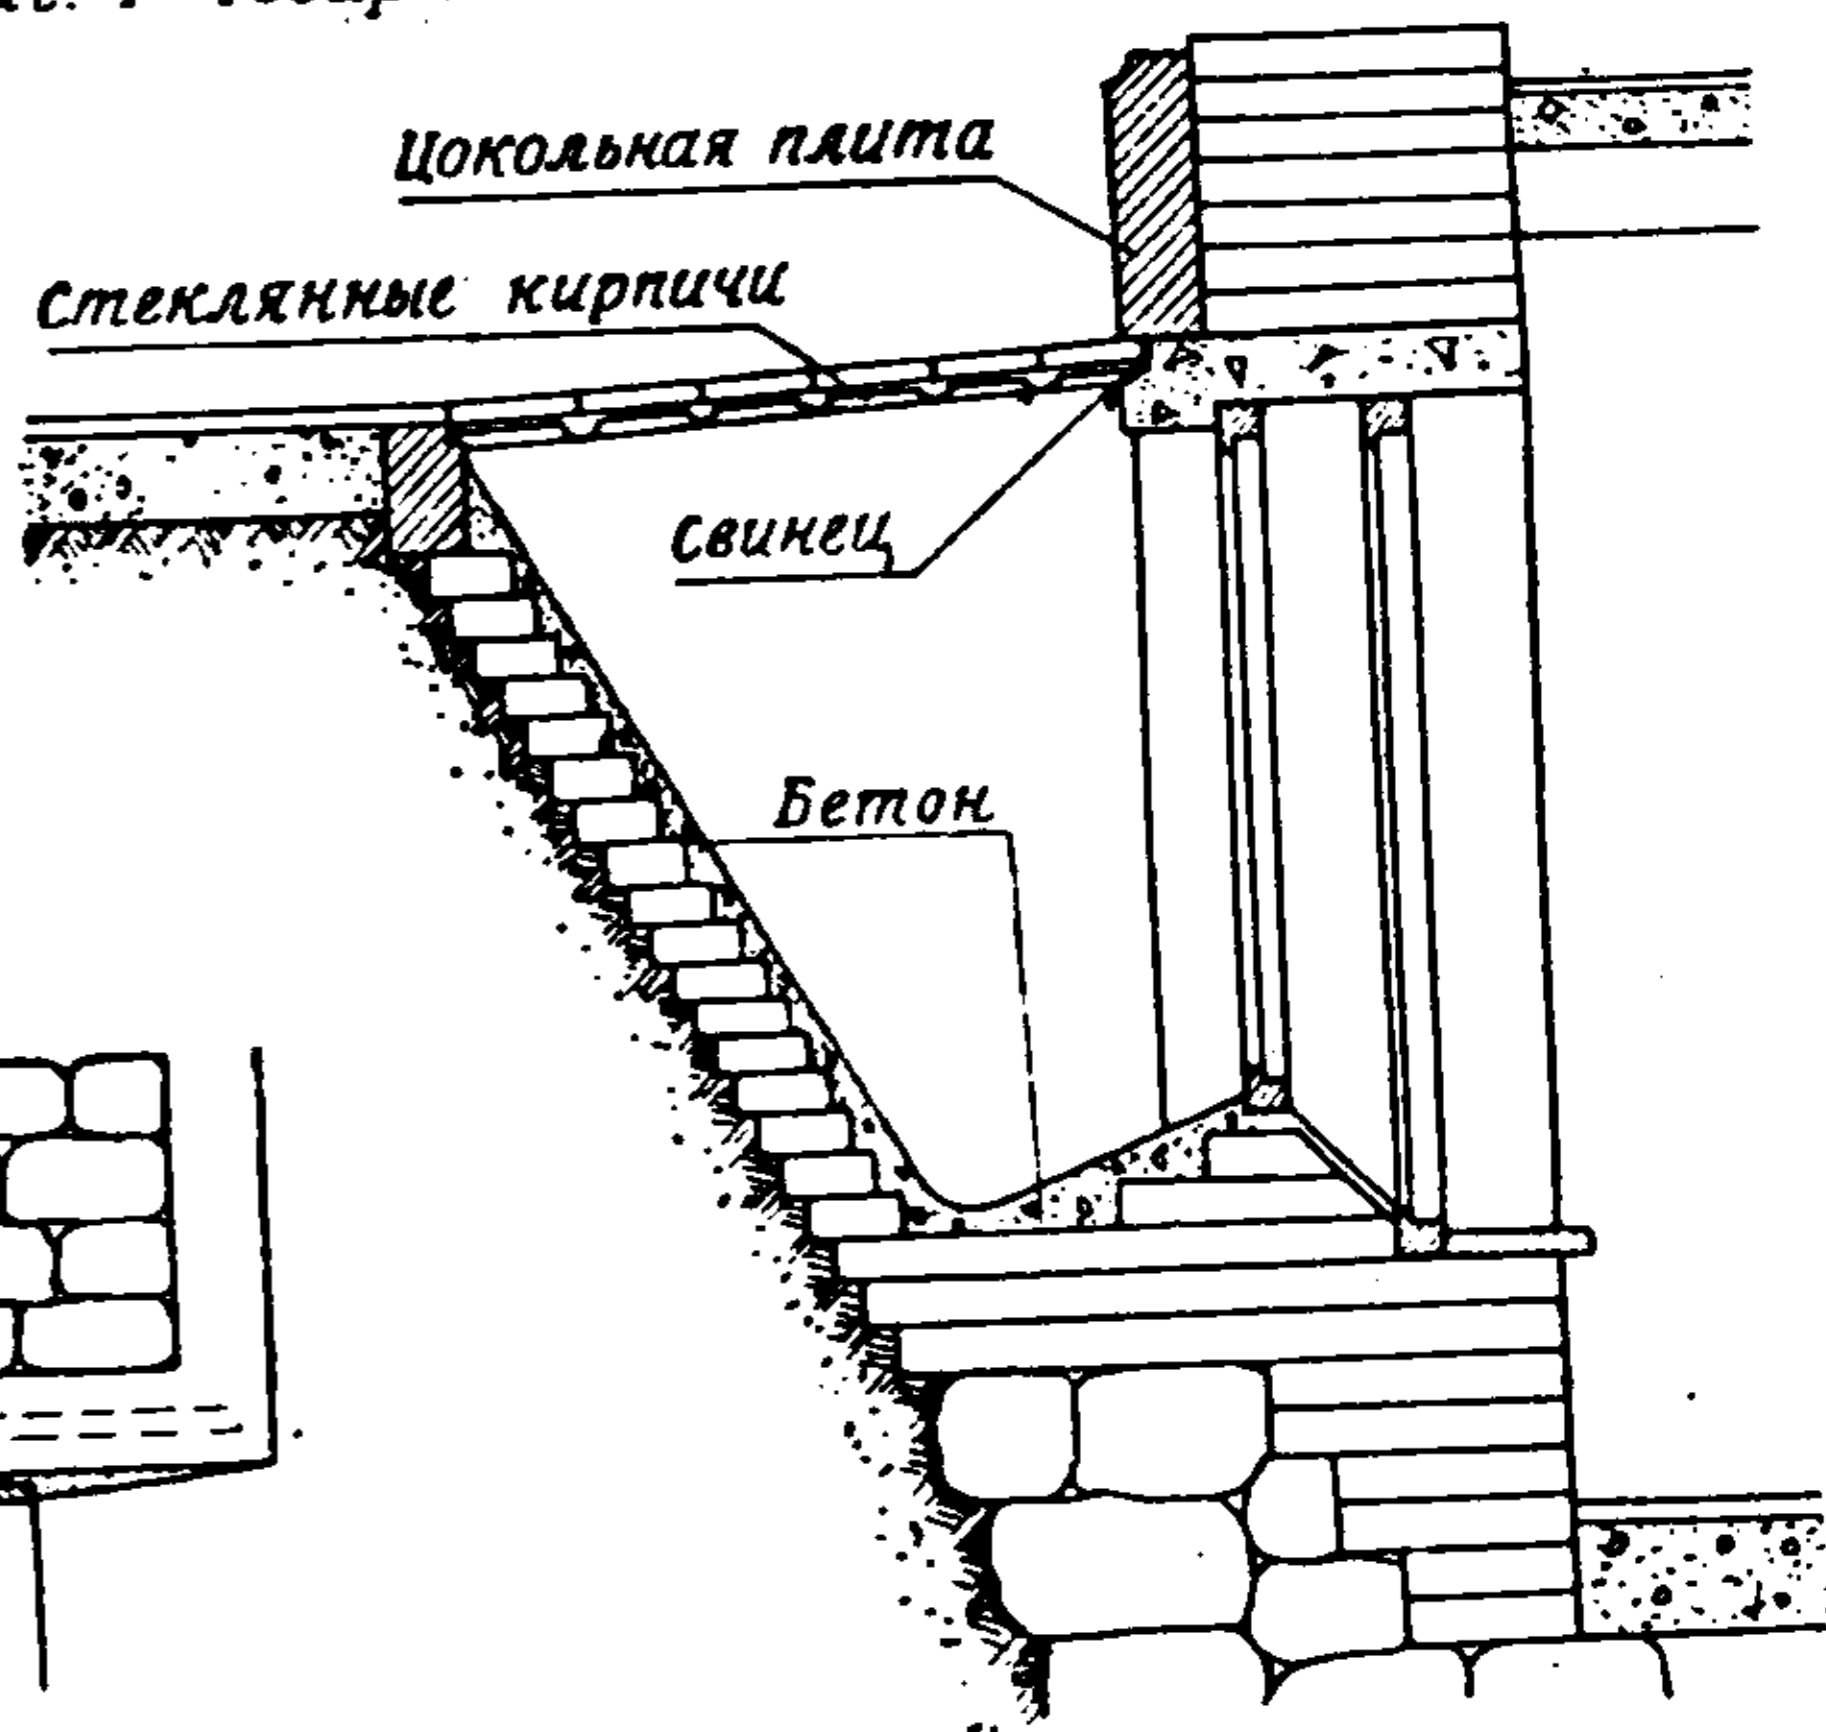 Цокольная плита
Стеклянные кирпичи
Свинец
Бетон